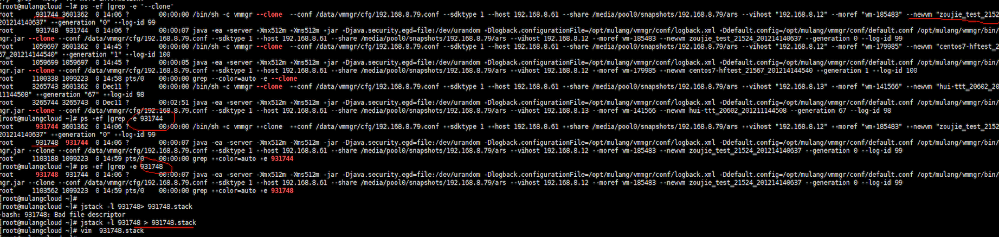 [root@mulangcloud ~]# ps -ef |grep -e '--clone'
root 931744 3601362 0 14:06 ? 00:00:00 /bin/sh -c vmmgr --clone --conf /data/vmmgr/cfg/192.168.8.79.conf --sdktype 1 --host 192.168.8.61 --share /media/pool0/snapshots/192.168.8.79/ars --vihost "192.168.8.12" --moref "vm-185483" --newvm "zoujie_test_2152
201214140637" --generation "0" --log-id 99
root 931748 931744 0 14:06 ? 00:00:07 java -ea -server -Xmx512m -Xms512m -jar -Djava.security.egd=file:/dev/urandom -Dlogback.configurationFile=/opt/mulang/vmmgr/conf/logback.xml -Ddefault.config=/opt/mulang/vmmgr/conf/default.conf /opt/mulang/vmmgr/bin/
mgr.jar --clone --conf /data/vmmgr/cfg/192.168.8.79.conf --sdktype 1 --host 192.168.8.61 --share /media/pool0/snapshots/192.168.8.79/ars --vihost 192.168.8.12 --moref vm-185483 --newvm zoujie_test_21524_201214140637 --generation 0 --log-id 99
root 1059697 3601362 0 14:45 ? 00:00:00 /bin/sh -c vmmgr --clone --conf /data/vmmgr/cfg/192.168.8.79.conf --sdktype 1 --host 192.168.8.61 --share /media/pool0/snapshots/192.168.8.79/ars --vihost "192.168.8.12" --moref "vm-179985" --newvm "centos7-hftest_2
67_201214144540" --generation "1" --log-id 100
root 1059699 1059697 0 14:45 ? 00:00:05 java -ea -server -Xmx512m -Xms512m -jar -Djava.security.egd=file:/dev/urandom -Dlogback.configurationFile=/opt/mulang/vmmgr/conf/logback.xml -Ddefault.config=/opt/mulang/vmmgr/conf/default.conf /opt/mulang/vmmgr/bin/
mgr.jar --clone --conf /data/vmmgr/cfg/192.168.8.79.conf --sdktype 1 --host 192.168.8.61 --share /media/pool0/snapshots/192.168.8.79/ars --vihost 192.168.8.12 --moref vm-179985 --newvm centos7-hftest_21567_201214144540 --generation 1 --log-id 100
root 1100338 1099223 0 14:58 pts/0 00:00:00 grep --color=auto -e --clone
root 3265743 3601362 0 Dec11 ? 00:00:00 /bin/sh -c vmmgr --clone --conf /data/vmmgr/cfg/192.168.8.79.conf --sdktype 1 --host 192.168.8.61 --share /media/pool0/snapshots/192.168.8.79/ars --vihost "192.168.8.13" --moref "vm-141566" --newvm "hui-ttt_20602_20
11144508" --generation "67" --log-id 98
root 3265744 3265743 0 Dec11 ? 00:02:51 java -ea -server -Xmx512m -Xms512m -jar -Djava.security.egd=file:/dev/urandom -Dlogback.configurationFile=/opt/mulang/vmmgr/conf/logback.xml -Ddefault.config=/opt/mulang/vmmgr/conf/default.conf /opt/mulang/vmmgr/bin/
mgr.jar --clone --conf /data/vmmgr/cfg/192.168.8.79.conf --sdktype 1 --host 192.168.8.61 --share /media/pool0/snapshots/192.168.8.79/ars --vihost 192.168.8.13 --moref vm-141566 --newvm hui-ttt_20602_201211144508 --generation 67 --log-id 98
[root@mulangcloud ~]# ps -ef |grep -e 931744
root 931744 3601362 0 14:06 ? 00:00:00 /bin/sh -c vmmgr --clone --conf /data/vmmgr/cfg/192.168.8.79.conf --sdktype 1 --host 192.168.8.61 --share /media/pool0/snapshots/192.168.8.79/ars --vihost "192.168.8.12" --moref "vm-185483" --newvm "zoujie_test_2152
201214140637" --generation "0" --log-id 99
root 931748 931744 0 14:06 ? 00:00:07 java -ea -server -Xmx512m -Xms512m -jar -Djava.security.egd=file:/dev/urandom -Dlogback.configurationFile=/opt/mulang/vmmgr/conf/logback.xml -Ddefault.config=/opt/mulang/vmmgr/conf/default.conf /opt/mulang/vmmgr/bin/
mgr.jar --clone --conf /data/vmmgr/cfg/192.168.8.79.conf --sdktype 1 --host 192.168.8.61 --share /media/pool0/snapshots/192.168.8.79/ars --vihost 192.168.8.12 --moref vm-185483 --newvm zoujie_test_21524_201214140637 --generation 0 --log-id 99
root 1103188 1099223 0 14:59 pts/0 00:00:00 grep --color=auto -e 931744
[root@mulangcloud ~]# ps -ef |grep -e 931748
root 931748 931744 0 14:06 ? 00:00:07 java -ea -server -Xmx512m -Xms512m -jar -Djava.security.egd=file:/dev/urandom -Dlogback.configurationFile=/opt/mulang/vmmgr/conf/logback.xml -Ddefault.config=/opt/mulang/vmmgr/conf/default.conf /opt/mulang/vmmgr/bin/
mgr.jar --clone --conf /data/vmmgr/cfg/192.168.8.79.conf --sdktype 1 --host 192.168.8.61 --share /media/pool0/snapshots/192.168.8.79/ars --vihost 192.168.8.12 --moref vm-185483 --newvm zoujie_test_21524_201214140637 --generation 0 --log-id 99
root 1103562 1099223 0 14:59 pts/0 00:00:00 grep --color=auto -e 931748
[root@mulangcloud ~]#
[root@mulangcloud ~]# jstack -l 931748> 931748.stack
-bash: 931748: Bad file descriptor
[root@mulangcloud ~]# jstack -l 931748 > 931748.stack
[root@mulangcloud ~]# vim 931748.stack